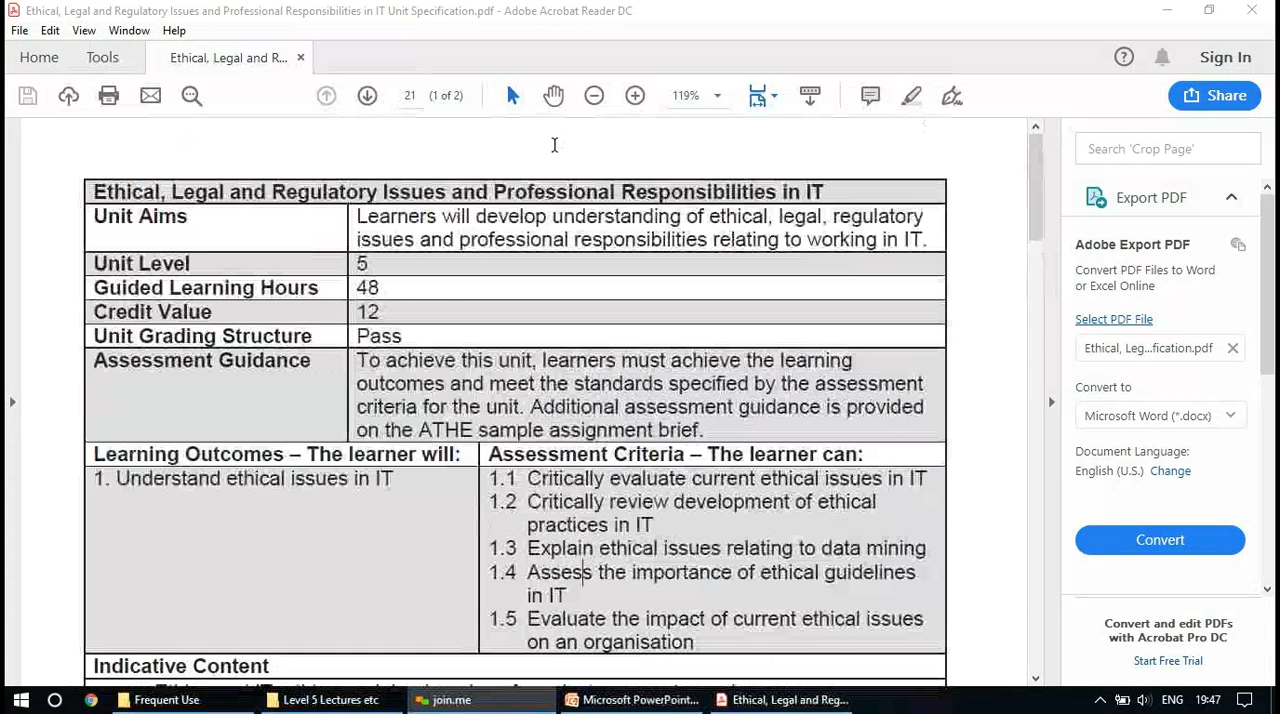 Ethical, Legal and Regulatory Issues and Professional Responsibilities in IT Unit Specification.pdf - Adobe Acrobat Reader DC
File Edit View Window Help
Home Tools Ethical, Legal and R... × Sign In
21 (1 of 2) 119% Share
Search 'Crop Page'
Export PDF
Adobe Export PDF
Convert PDF Files to Word
or Excel Online
Select PDF File
Ethical, Leg...fication.pdf
Convert to
Microsoft Word (*.docx)
Document Language:
English (U.S.) Change
Convert
Convert and edit PDFs
with Acrobat Pro DC
Start Free Trial
Ethical, Legal and Regulatory Issues and Professional Responsibilities in IT
Unit Aims Learners will develop understanding of ethical, legal, regulatory
issues and professional responsibilities relating to working in IT.
Unit Level 5
Guided Learning Hours 48
Credit Value 12
Unit Grading Structure Pass
Assessment Guidance To achieve this unit, learners must achieve the learning
outcomes and meet the standards specified by the assessment
criteria for the unit. Additional assessment guidance is provided
on the ATHE sample assignment brief.
Learning Outcomes – The learner will: Assessment Criteria – The learner can:
1. Understand ethical issues in IT 1.1 Critically evaluate current ethical issues in IT
1.2 Critically review development of ethical
practices in IT
1.3 Explain ethical issues relating to data mining
1.4 Assess the importance of ethical guidelines
in IT
1.5 Evaluate the impact of current ethical issues
on an organisation
Indicative Content
Frequent Use Level 5 Lectures etc join.me Microsoft PowerPoint... Ethical, Legal and Reg... ENG 19:47